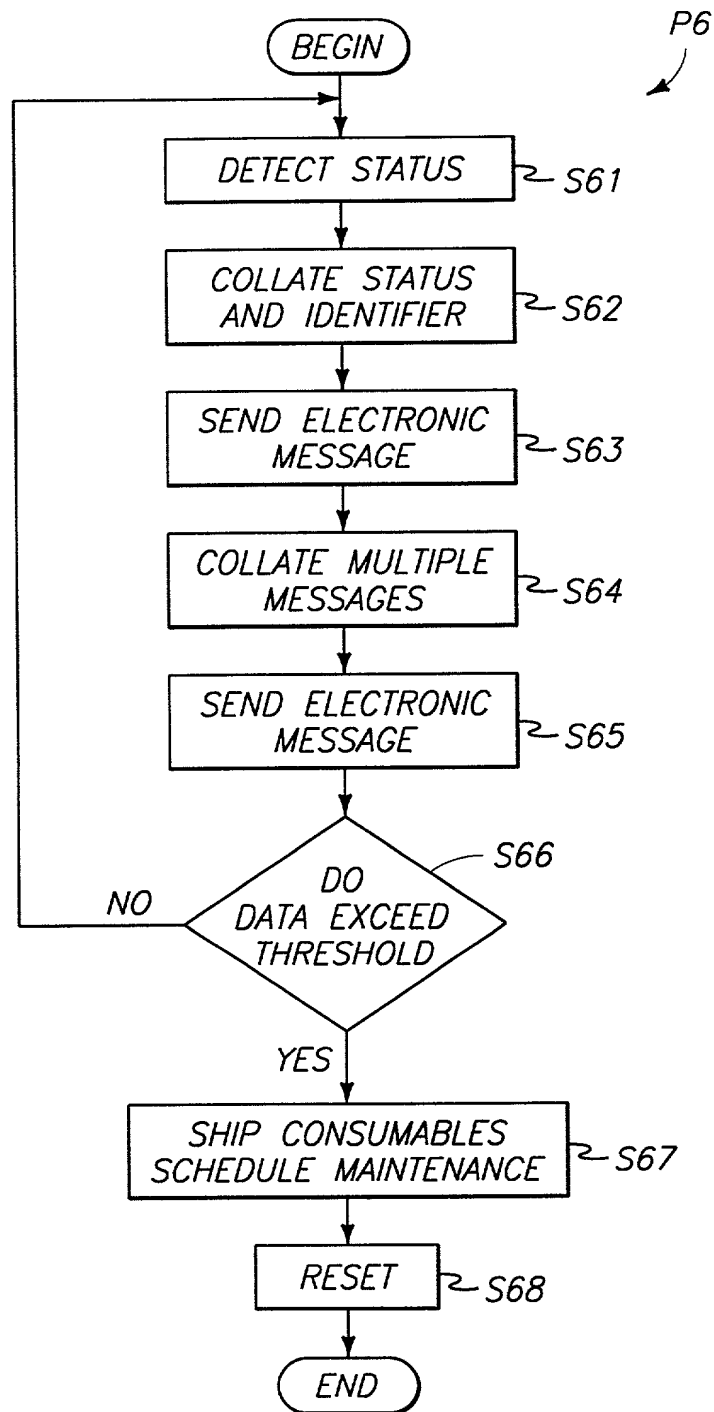 P6
BEGIN
DETECT STATUS
S61
COLLATE STATUS
AND IDENTIFIER
S62
SEND ELECTRONIC
MESSAGE
S63
COLLATE MULTIPLE
MESSAGES
S64
SEND ELECTRONIC
MESSAGE
S65
S66
DO
DATA EXCEED
THRESHOLD
NO
YES
SHIP CONSUMABLES
SCHEDULE MAINTENANCE
S67
RESET
S68
END